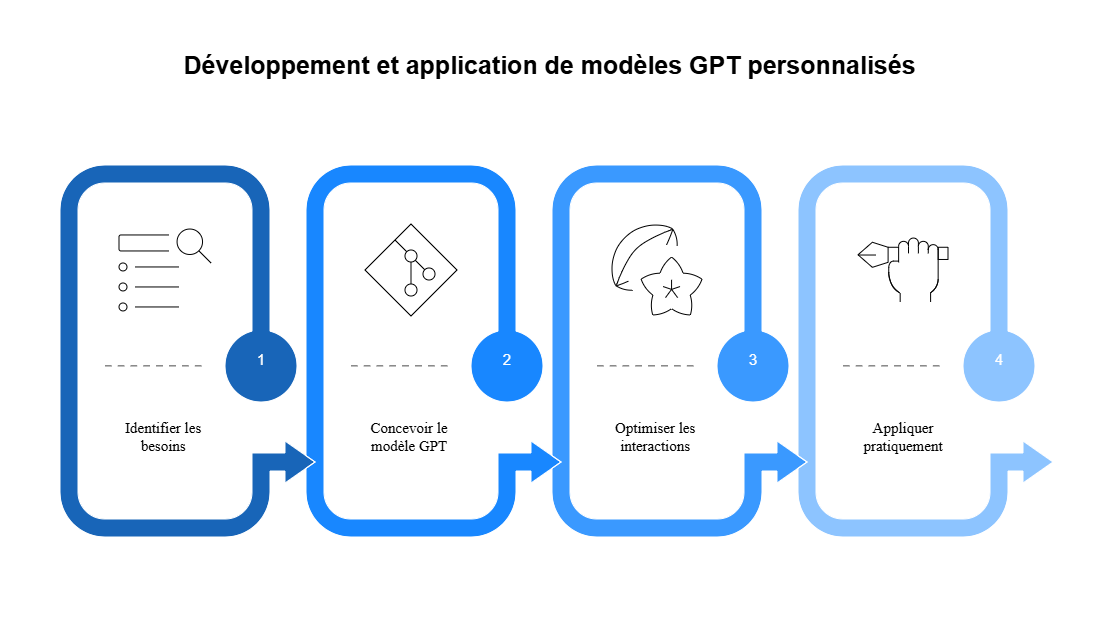 Développement et application de modèles GPT personnalisés
1
Identifier les
besoins
2
Concevoir le
modèle GPT
3
Optimiser les
interactions
4
Appliquer
pratiquement